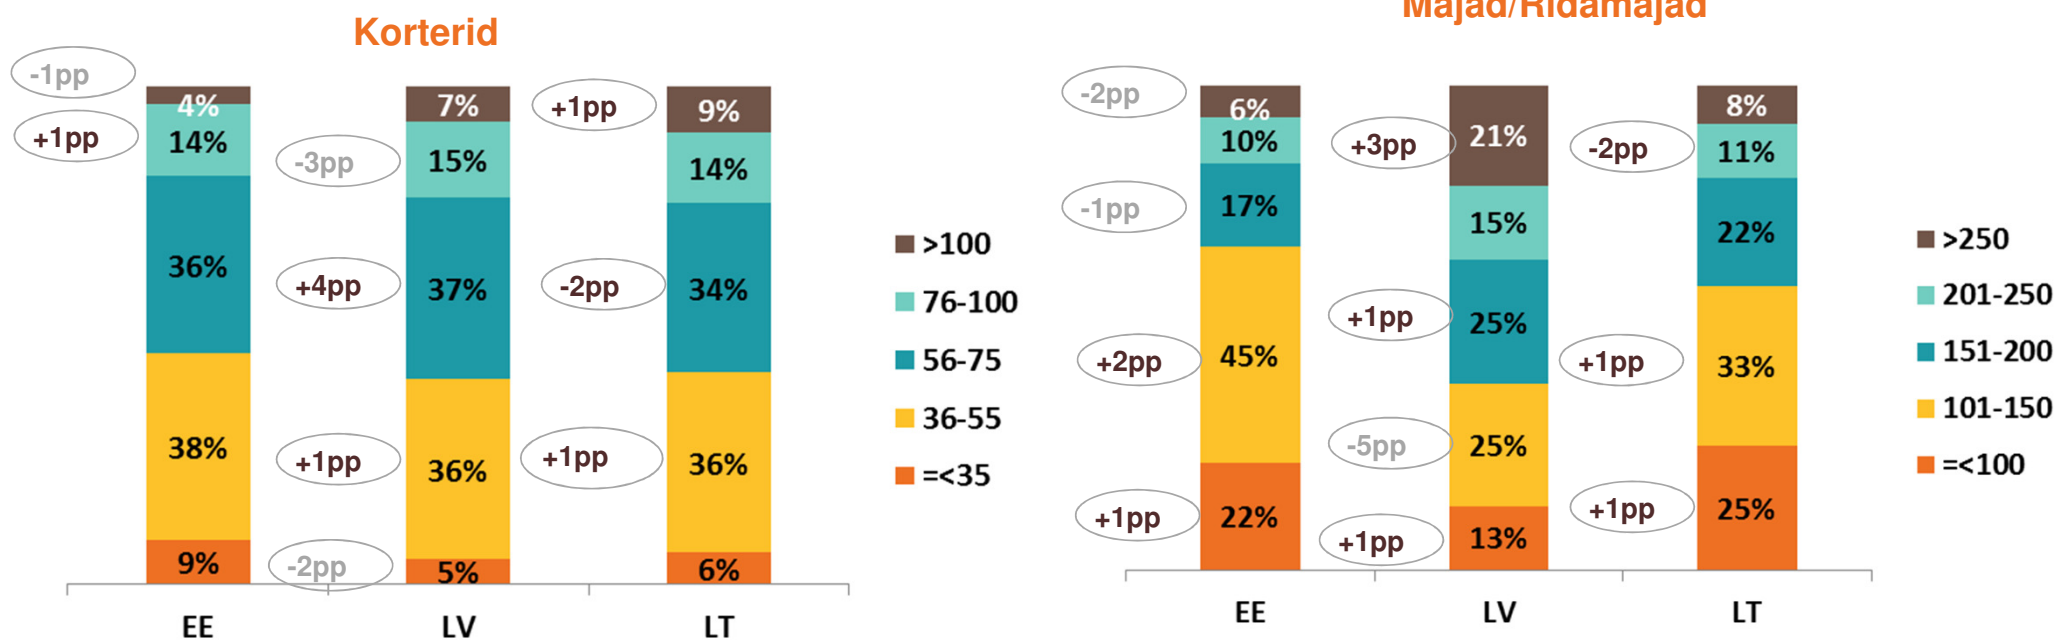 Korterid
-1pp
+1pp
4%
14%
36%
38%
9%
-3pp
+4pp
+1pp
-2pp
7%
15%
37%
36%
5%
+1pp
-2pp
+1pp
9%
14%
34%
36%
6%
EE
LV
LT
>100
76-100
56-75
36-55
=<35
Majad/Ridamajad
-2pp
-1pp
+2pp
+1pp
6%
10%
17%
45%
22%
+3pp
+1pp
-5pp
+1pp
21%
15%
25%
25%
13%
-2pp
+1pp
+1pp
8%
11%
22%
33%
25%
EE
LV
LT
>250
201-250
151-200
101-150
=<100